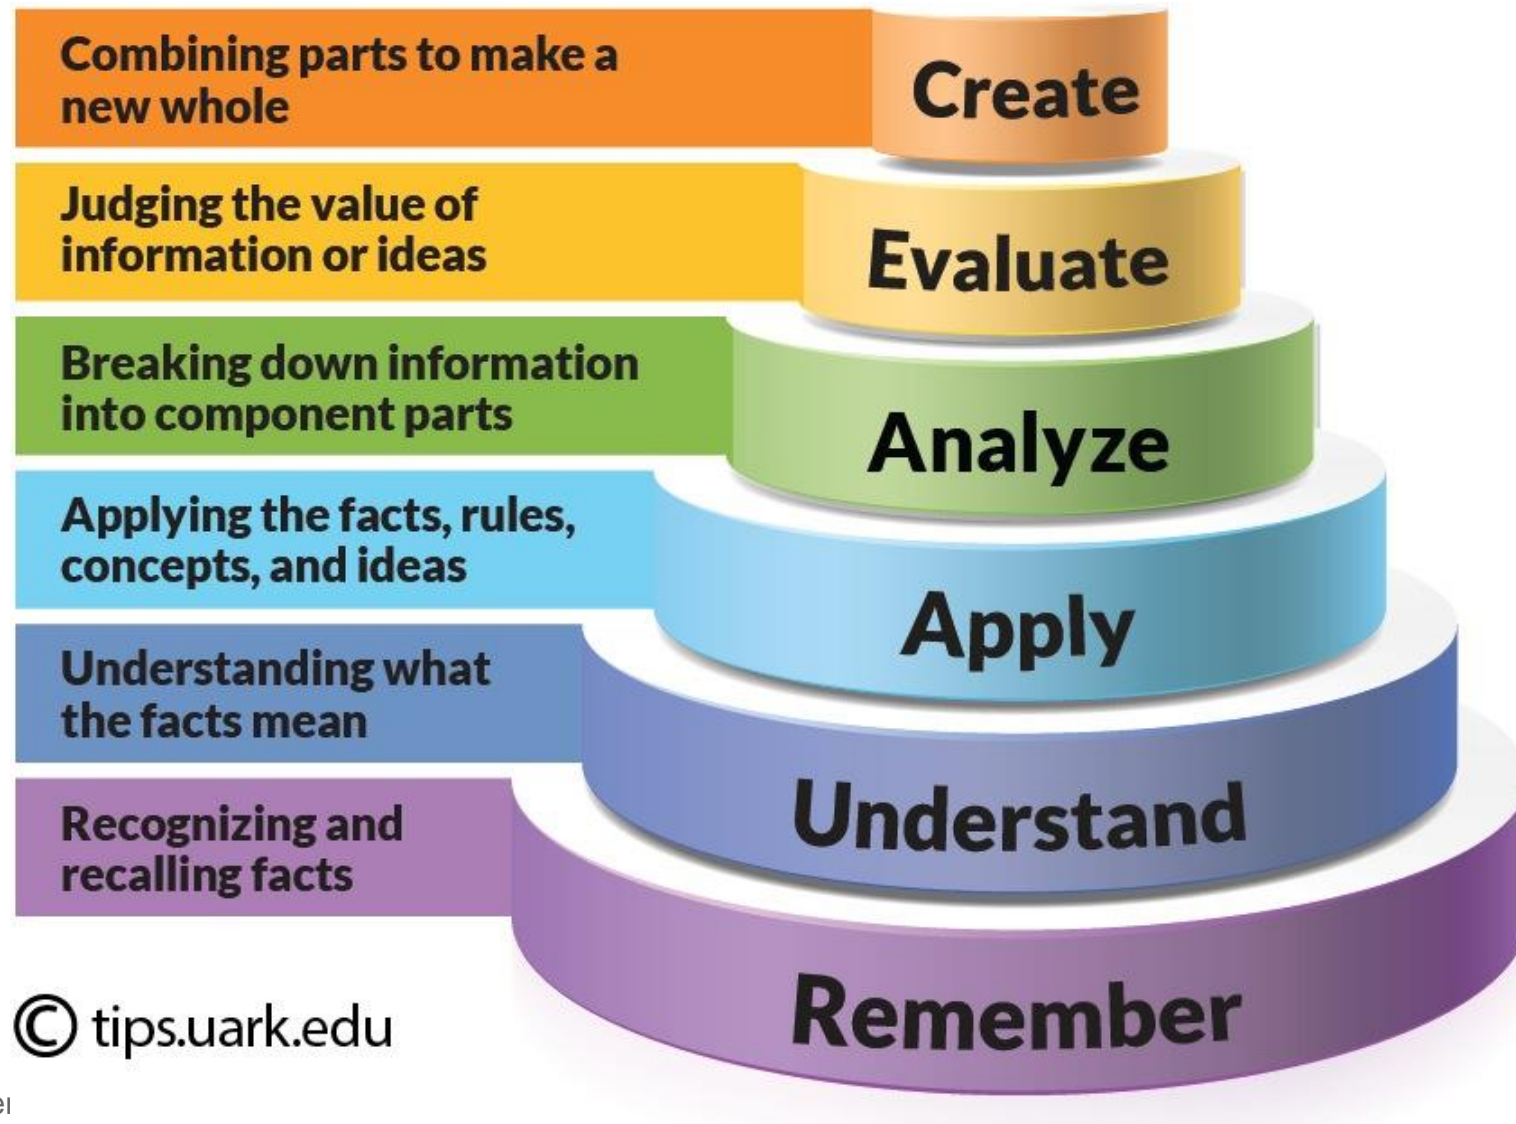 Combining parts to make a
new whole
Create
Judging the value of
information or ideas
Evaluate
Breaking down information
into component parts
Analyze
Applying the facts, rules,
concepts, and ideas
Apply
Understanding what
the facts mean
Understand
Recognizing and
recalling facts
Remember
© tips.uark.edu